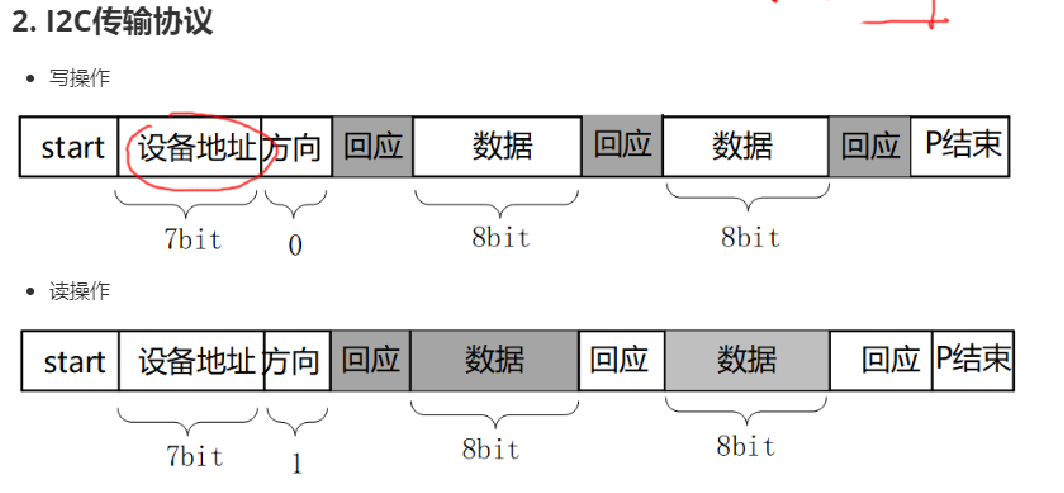 2. I2C传输协议
写操作
start 设备地址 方向 回应 数据 回应 数据 回应 P结束
7bit 0 8bit 8bit
读操作
start 设备地址 方向 回应 数据 回应 数据 回应 P结束
7bit 1 8bit 8bit